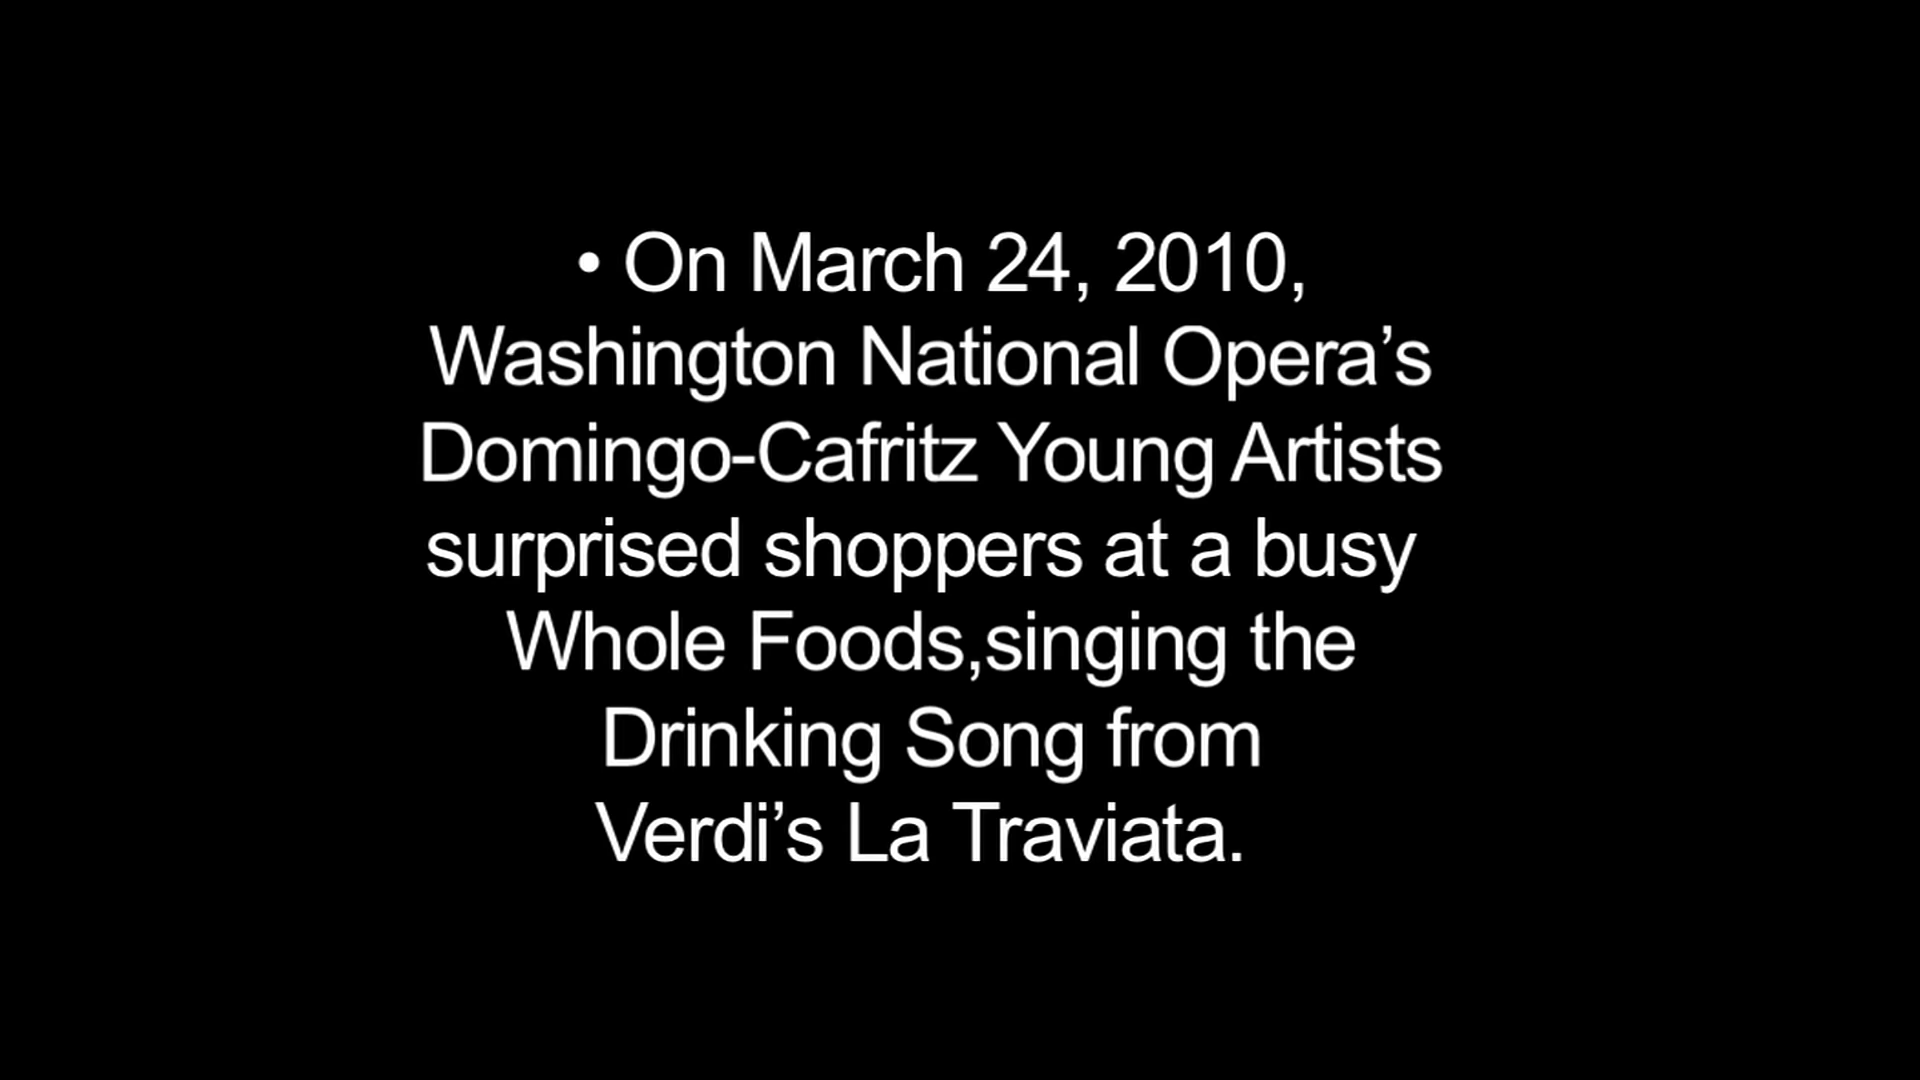 • On March 24, 2010,
Washington National Opera’s
Domingo-Cafritz Young Artists
surprised shoppers at a busy
Whole Foods,singing the
Drinking Song from
Verdi’s La Traviata.